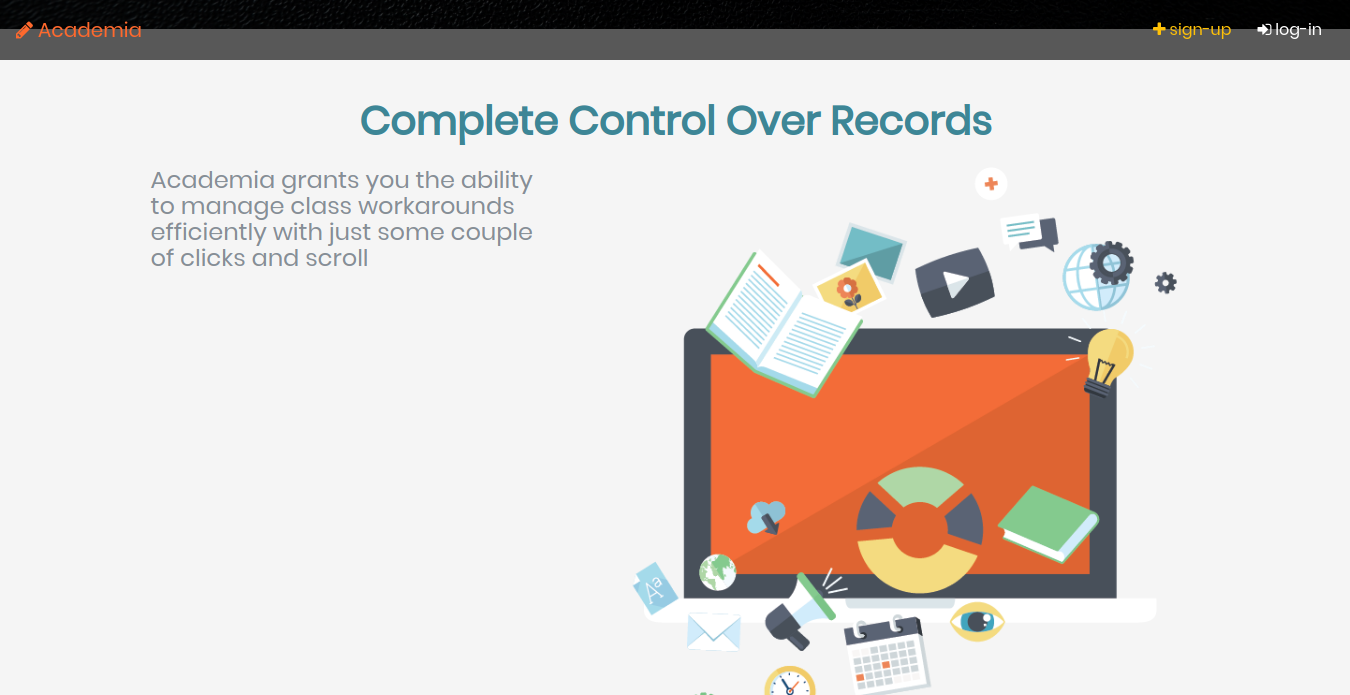 Academia
sign-up
log-in
Complete Control Over Records
Academia grants you the ability
to manage class workarounds
efficiently with just some couple
of clicks and scroll
Aa